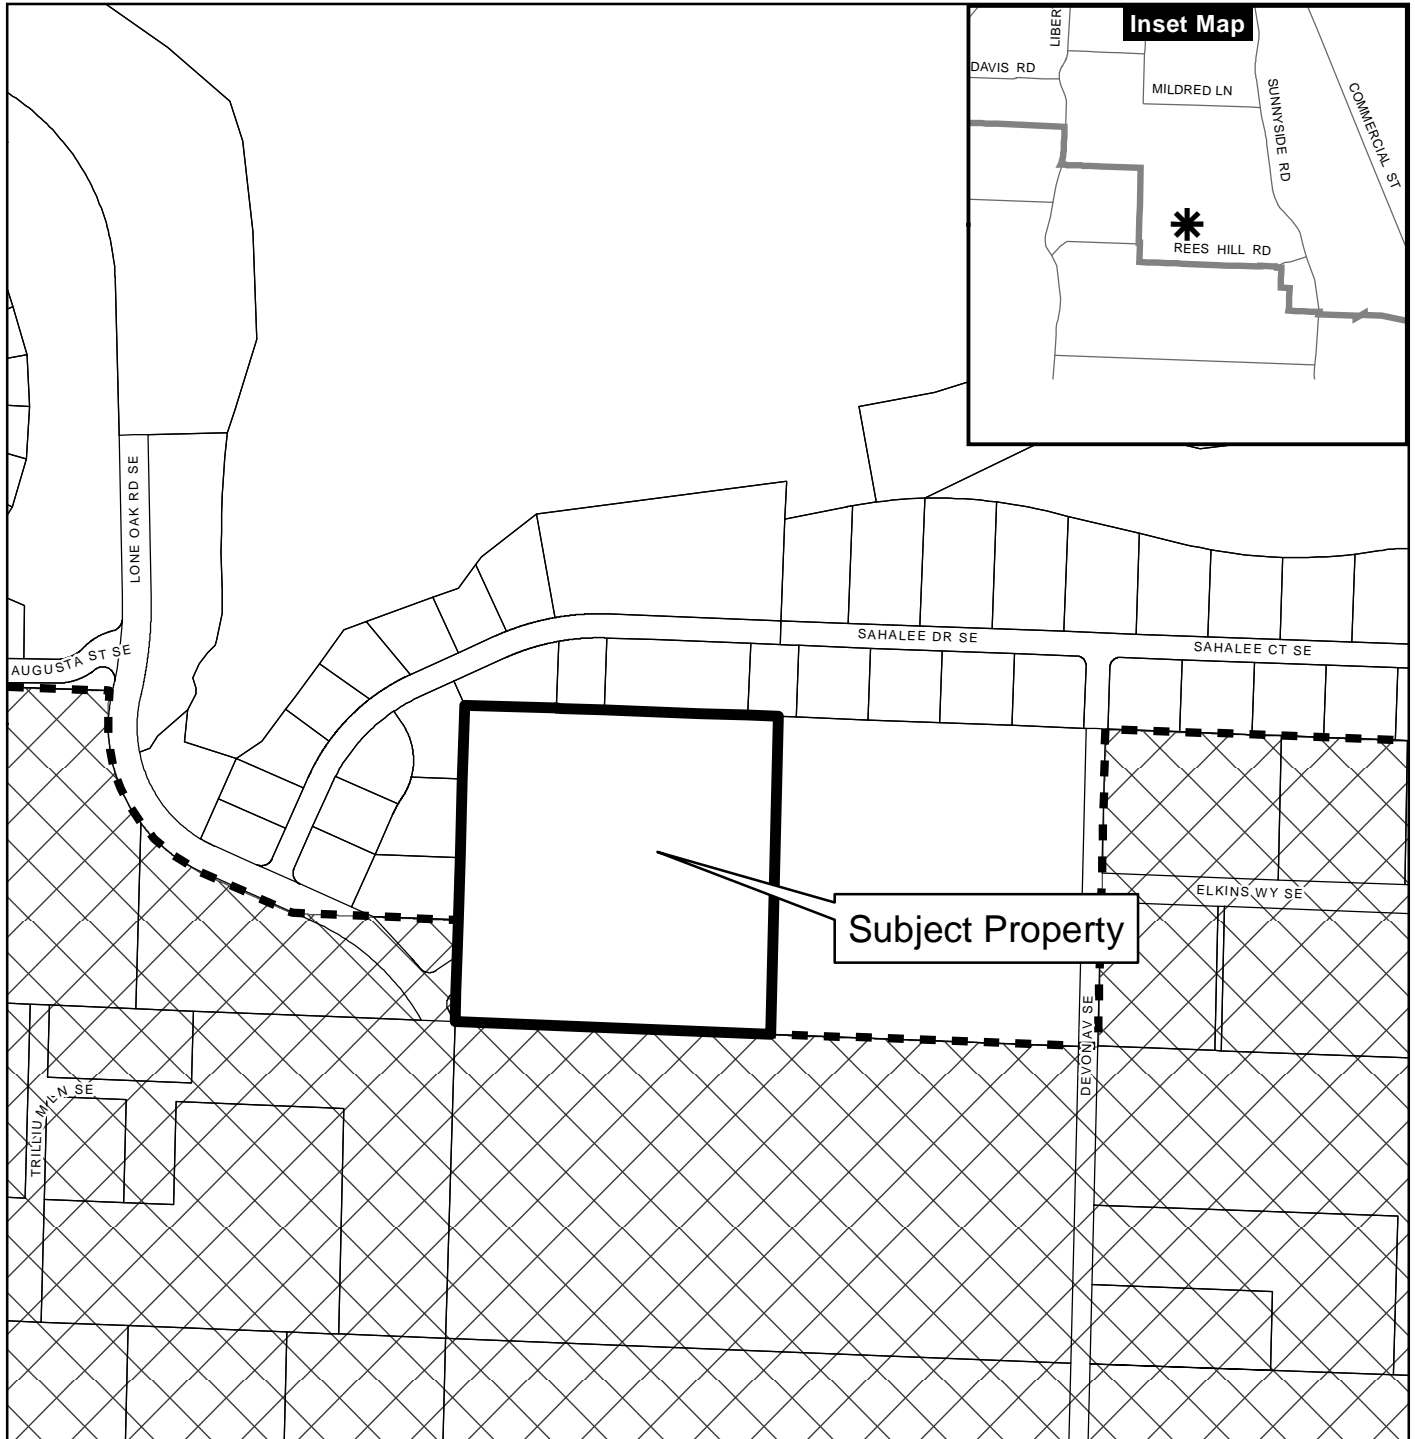 Inset Map
LIBER
DAVIS RD
MILDRED LN
SUNNYSIDE RD
COMMERCIAL ST
REES HILL RD
LONE OAK RD SE
AUGUSTA ST SE
SAHALEE DR SE
SAHALEE CT SE
ELKINS WY SE
Subject Property
DEVON AV SE
TRILLIUM LN SE